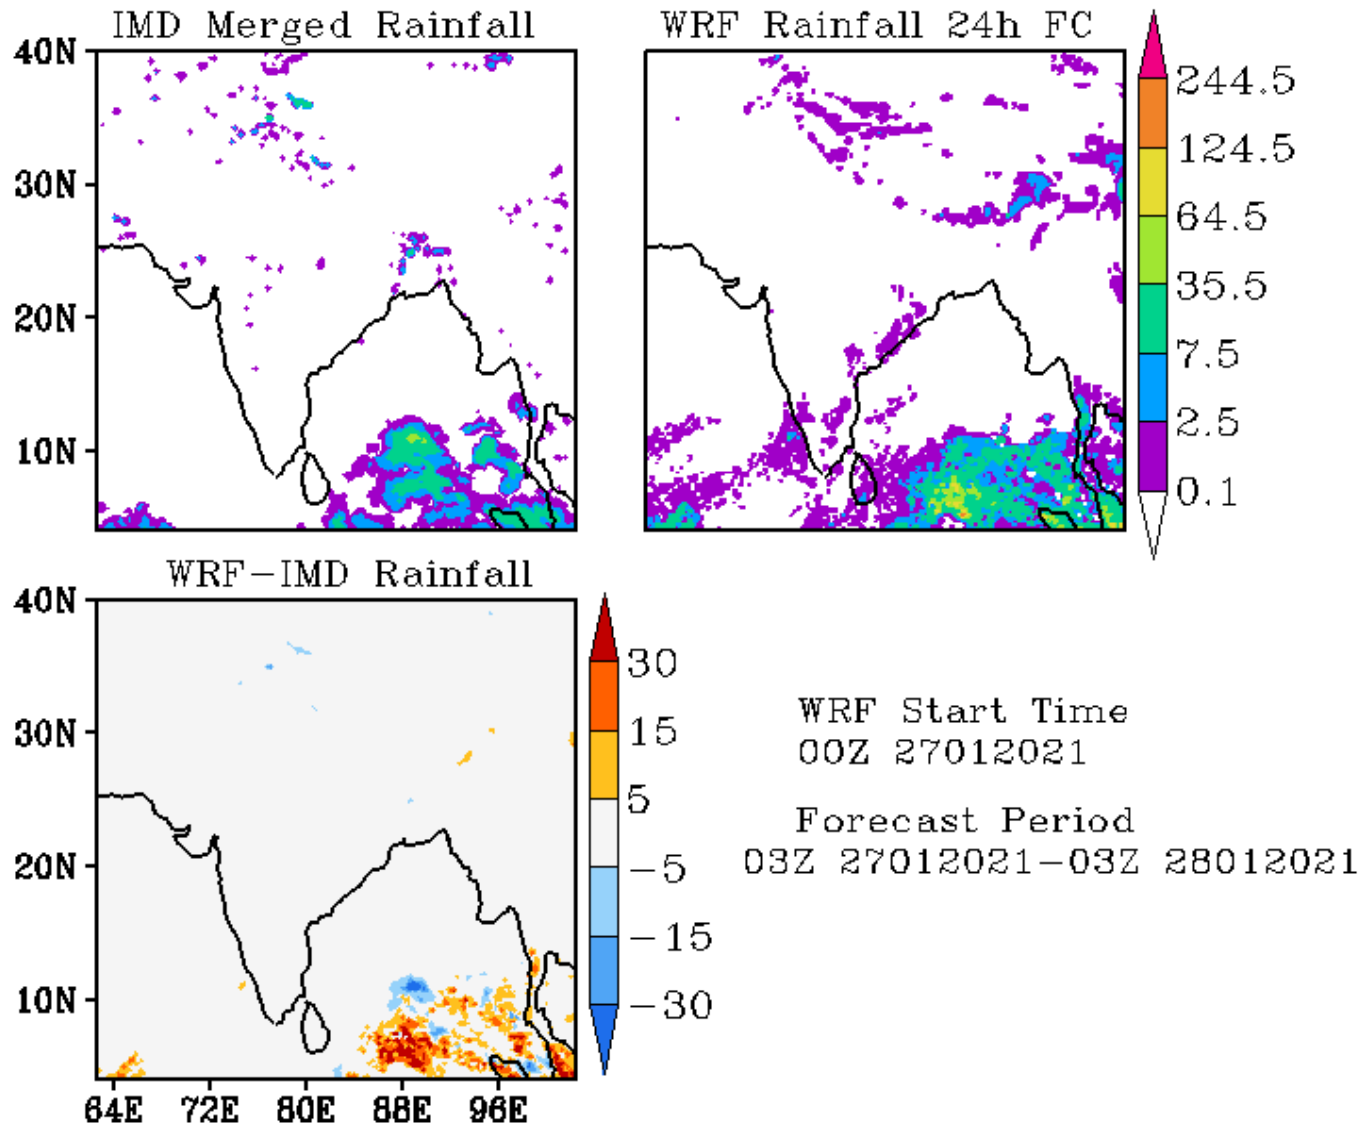 IMD Merged Rainfall
WRF Rainfall 24h FC
40N
30N
20N
10N
244.5
124.5
64.5
35.5
7.5
2.5
0.1
WRF-IMD Rainfall
40N
30N
20N
10N
64E 72E 80E 88E 96E
30
15
5
-5
-15
-30
WRF Start Time
00Z 27012021
Forecast Period
03Z 27012021-03Z 28012021